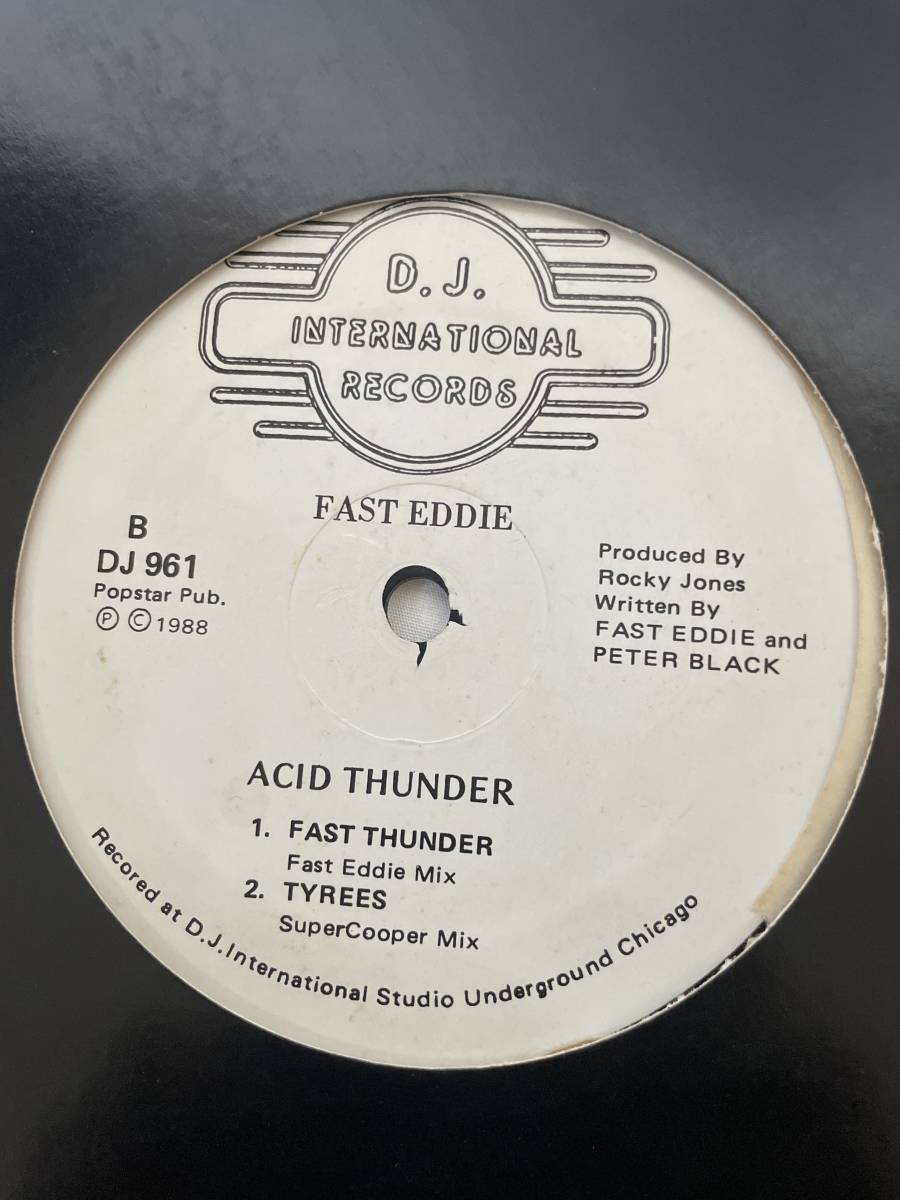 D.J.
INTERNATIONAL
RECORDS
FAST EDDIE
B
DJ 961
Popstar Pub.
Ⓟ © 1988
Produced By
Rocky Jones
Written By
FAST EDDIE and
PETER BLACK
ACID THUNDER
1. FAST THUNDER
Fast Eddie Mix
2. TYREES
SuperCooper Mix
Recored at D.J.International Studio Underground Chicago